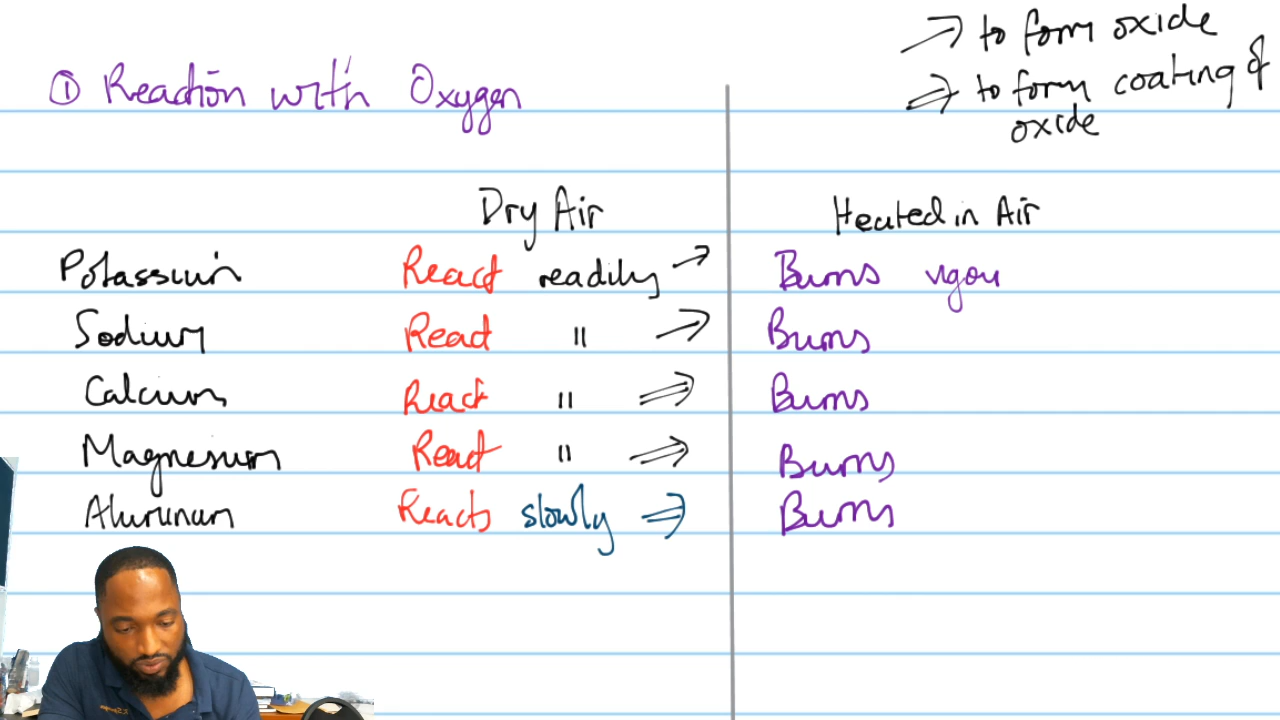 ① Reaction with Oxygen
→ to form oxide
⇒ to form coating of
oxide
Dry Air Heated in Air
Potassium React readily → Burns vigou
Sodium React " → Burns
Calcium React " ⇒ Burns
Magnesium React " ⇒ Burns
Aluminum Reacts slowly ⇒ Burns